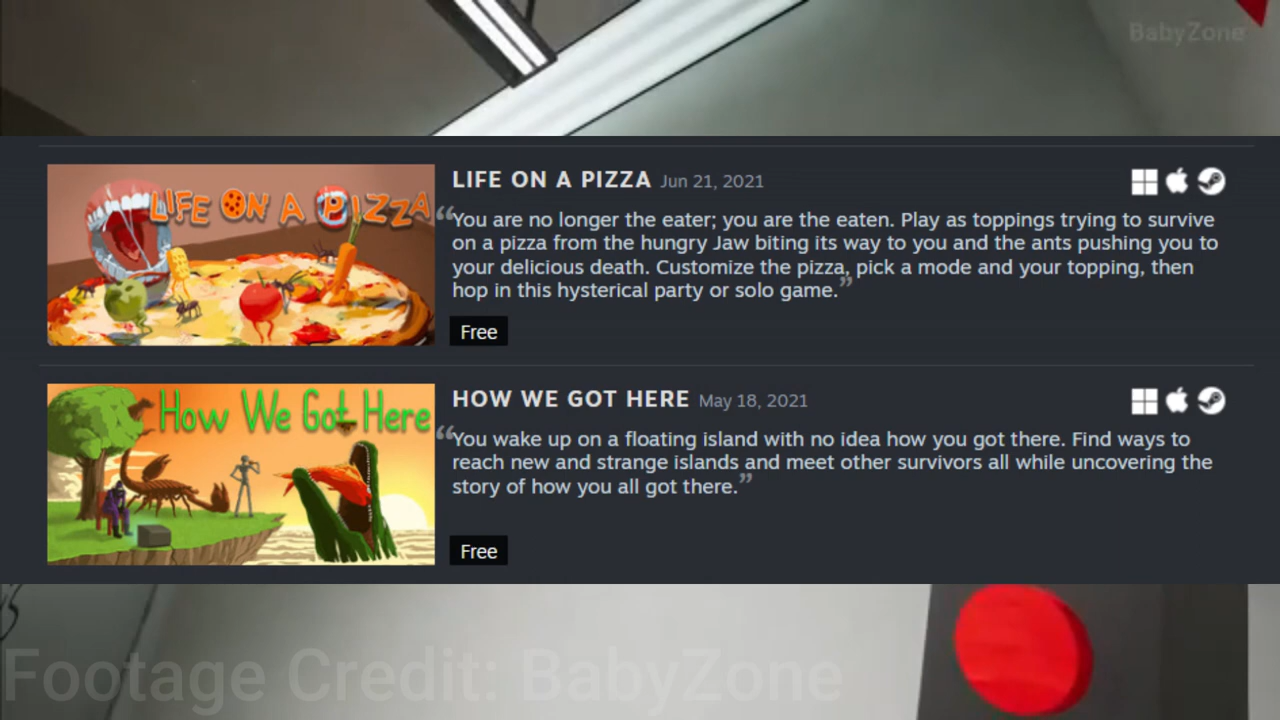 BabyZone
LIFE ON A PIZZA
LIFE ON A PIZZA Jun 21, 2021
“You are no longer the eater; you are the eaten. Play as toppings trying to survive
on a pizza from the hungry Jaw biting its way to you and the ants pushing you to
your delicious death. Customize the pizza, pick a mode and your topping, then
hop in this hysterical party or solo game.”
Free
How We Got Here
HOW WE GOT HERE May 18, 2021
“You wake up on a floating island with no idea how you got there. Find ways to
reach new and strange islands and meet other survivors all while uncovering the
story of how you all got there.”
Free
Footage Credit: BabyZone